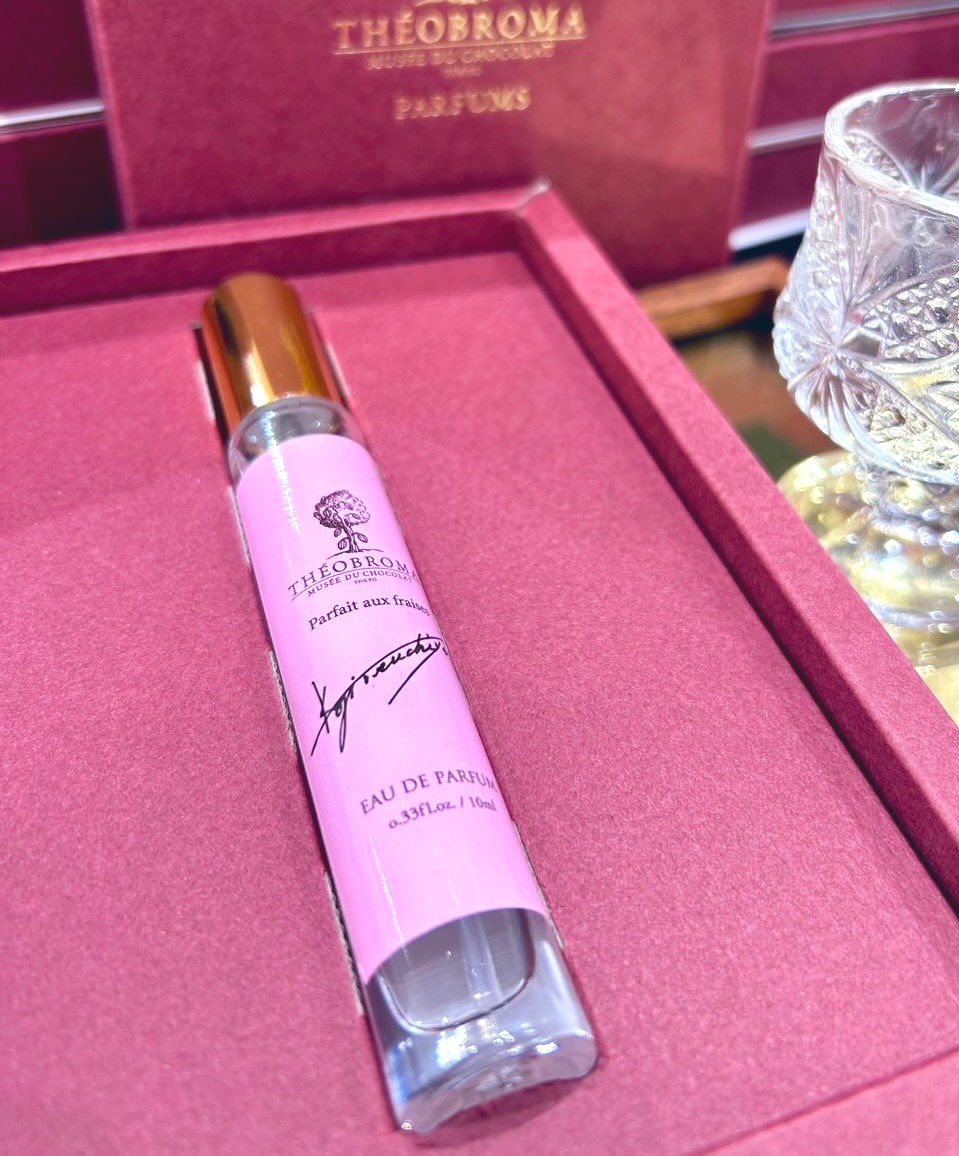 THÉOBROMA
MUSÉE DU CHOCOLAT
PARFUMS
THÉOBROMA
MUSÉE DU CHOCOLAT
TOKYO
Parfait aux fraises
EAU DE PARFUM
0.33fl.oz. / 10ml